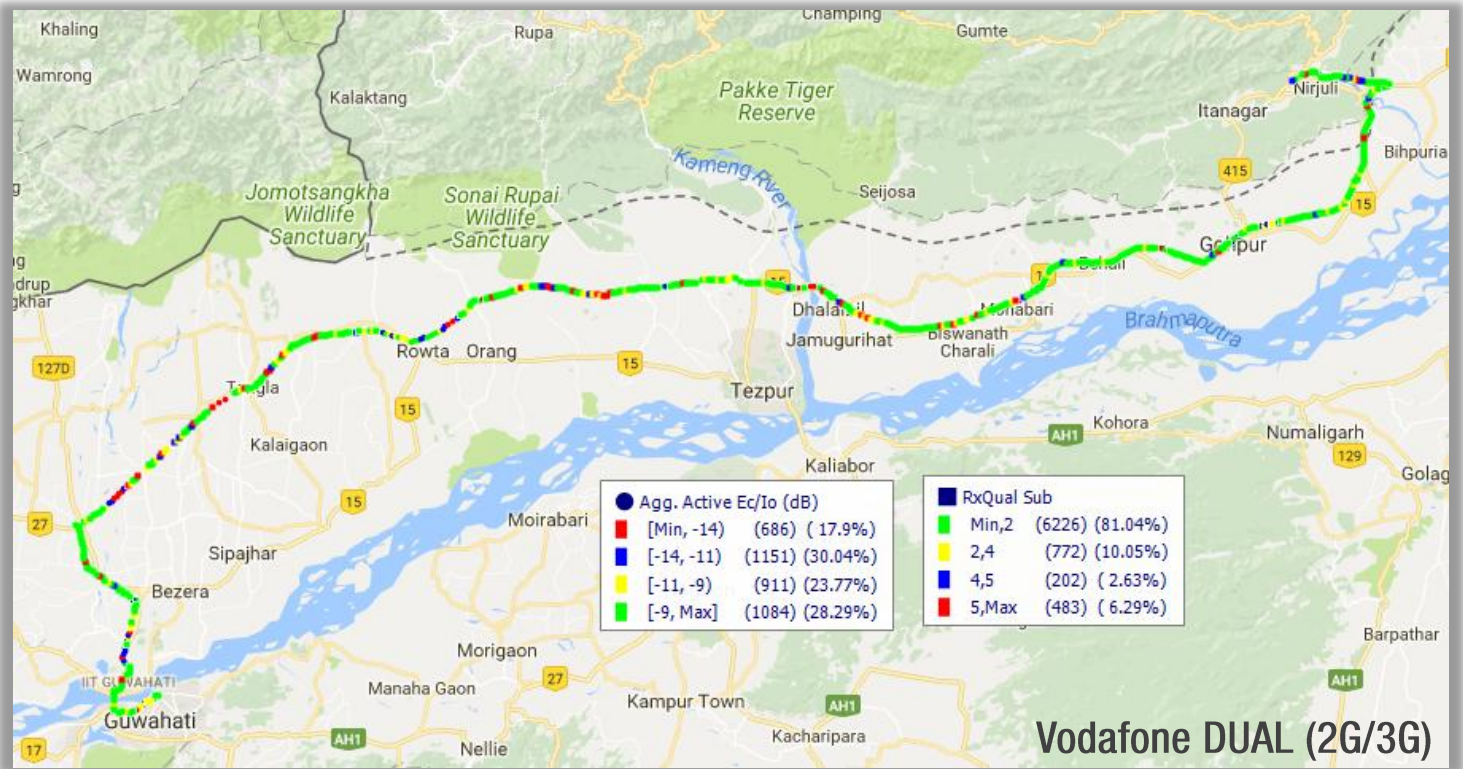 Khaling
Rupa
Champing
Gumte
Wamrong
Kalaktang
Pakke Tiger
Reserve
Nirjuli
Itanagar
Bihpuria
Kameng River
415
Jomotsangkha
Wildlife
Sanctuary
Sonai Rupai
Wildlife
Sanctuary
Seijosa
15
Gohpur
Dhalaibil
Jamugurihat
Biswanath
Charali
Brahmaputra
127D
Rowta
Orang
15
Tezpur
15
Kalaigaon
Kohora
AH1
Numaligarh
129
Kaliabor
Golag
15
27
Moirabari
Sipajhar
Agg. Active Ec/Io (dB)
[Min, -14) (686) ( 17.9%)
[-14, -11) (1151) (30.04%)
[-11, -9) (911) (23.77%)
[-9, Max] (1084) (28.29%)
RxQual Sub
Min,2 (6226) (81.04%)
2,4 (772) (10.05%)
4,5 (202) ( 2.63%)
5,Max (483) ( 6.29%)
Bezera
Barpathar
Morigaon
IIT GUWAHATI
Manaha Gaon
27
Kampur Town
AH1
AH1
Guwahati
17
AH1
Nellie
Kacharipara
Vodafone DUAL (2G/3G)